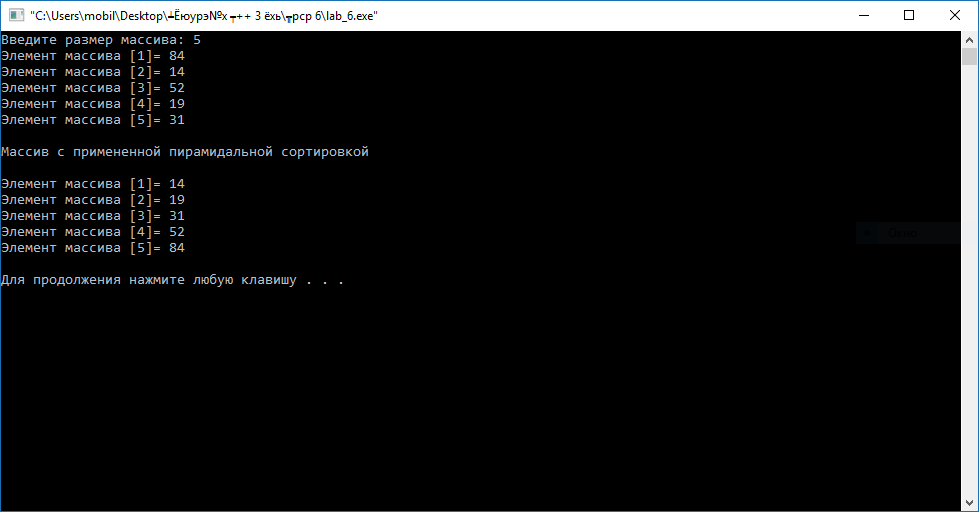 "C:\Users\mobil\Desktop\┴Ёюурэ№х ┬++ 3 ёхь\╦рср 6\lab_6.exe"
Введите размер массива: 5
Элемент массива [1]= 84
Элемент массива [2]= 14
Элемент массива [3]= 52
Элемент массива [4]= 19
Элемент массива [5]= 31
Массив с примененной пирамидальной сортировкой
Элемент массива [1]= 14
Элемент массива [2]= 19
Элемент массива [3]= 31
Элемент массива [4]= 52
Элемент массива [5]= 84
Окно
Для продолжения нажмите любую клавишу . . .